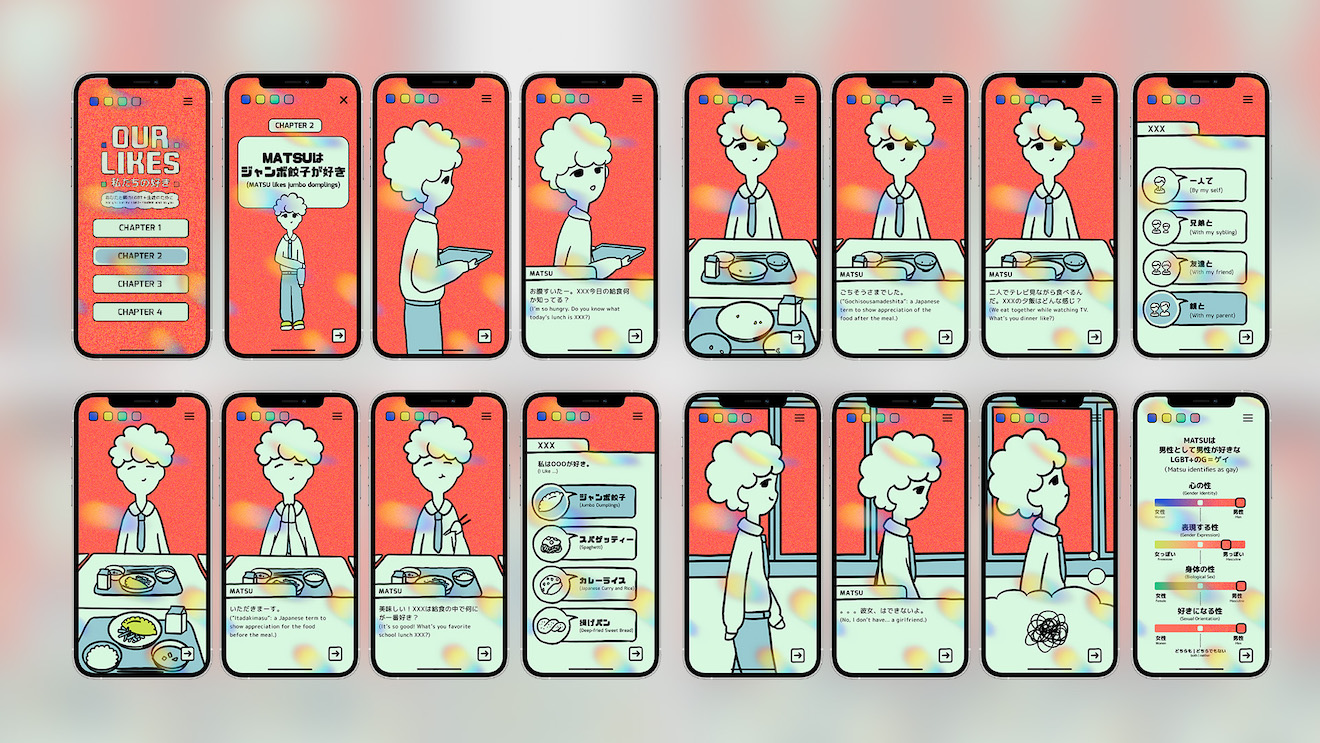 OUR
LIKES
私たちの好き
CHAPTER 1
CHAPTER 2
CHAPTER 3
CHAPTER 4
CHAPTER 2
MATSUは
ジャンボ餃子が好き
(MATSU likes jumbo domplings)
MATSU
お腹すいたー。XXX今日の給食何
か知ってる？
(I'm so hungry. Do you know what
today's lunch is XXX?)
MATSU
ごちそうさまでした。
("Gochisousamadeshita": a Japanese
term to show appreciation of the
food after the meal.)
MATSU
二人でテレビ見ながら食べるん
だ。XXXの夕飯はどんな感じ？
(We eat together while watching TV.
What's you dinner like?)
XXX
一人で
(By my self)
兄弟と
(With my sybling)
友達と
(With my friend)
親と
(With my parent)
MATSU
いただきまーす。
("Itadakinasu": a Japanese term to
show appreciation for the food
before the meal.)
MATSU
美味しい！XXXは給食の中で何に
が一番好き？
(It's so good! What's you favorite
school lunch XXX?)
XXX
私はOOOが好き。
(I Like ...)
ジャンボ餃子
(Jumbo Dumplings)
スパゲッティー
(Spaghetti)
カレーライス
(Japanese Curry and Rice)
揚げパン
(Deep-fried Sweet Bread)
MATSU
。。。彼女、はできないよ。
(No, I don't have... a girlfriend.)
MATSUは
男性として男性が好きな
LGBT+のG＝ゲイ
(Matsu identifies as gay)
心の性
(Gender Identity)
女性 男性
表現する性
(Gender Expression)
女っぽい 男っぽい
身体の性
(Biological Sex)
女性 男性
好きになる性
(Sexual Orientation)
女性 男性
どちらも | どちらでもない